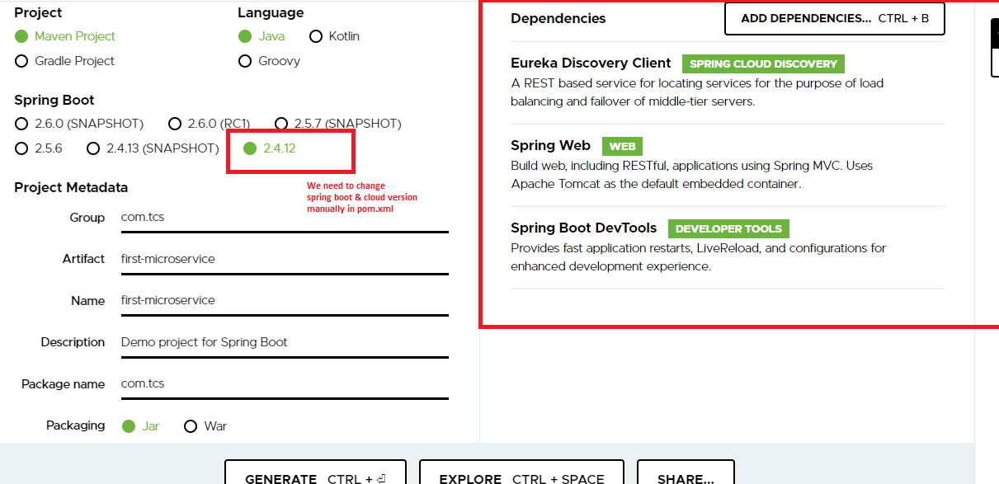 Project
Maven Project
Gradle Project
Language
Java Kotlin
Groovy
Spring Boot
2.6.0 (SNAPSHOT) 2.6.0 (RC1) 2.5.7 (SNAPSHOT)
2.5.6 2.4.13 (SNAPSHOT) 2.4.12
We need to change
spring boot & cloud version
manually in pom.xml
Project Metadata
Group com.tcs
Artifact first-microservice
Name first-microservice
Description Demo project for Spring Boot
Package name com.tcs
Packaging Jar War
Dependencies ADD DEPENDENCIES... CTRL + B
Eureka Discovery Client SPRING CLOUD DISCOVERY
A REST based service for locating services for the purpose of load
balancing and failover of middle-tier servers.
Spring Web WEB
Build web, including RESTful, applications using Spring MVC. Uses
Apache Tomcat as the default embedded container.
Spring Boot DevTools DEVELOPER TOOLS
Provides fast application restarts, LiveReload, and configurations for
enhanced development experience.
GENERATE CTRL + ⏎ EXPLORE CTRL + SPACE SHARE...